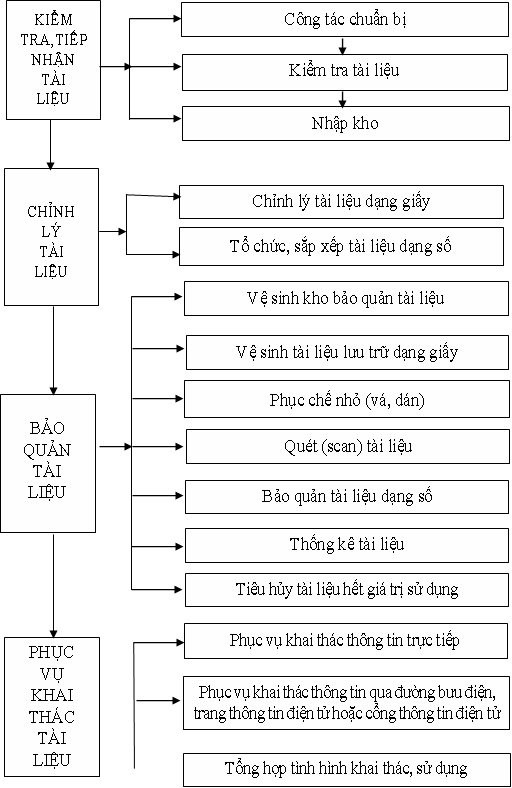 KIỂM
TRA,TIẾP
NHẬN
TÀI
LIỆU
Công tác chuẩn bị
Kiểm tra tài liệu
Nhập kho
CHỈNH
LÝ
TÀI
LIỆU
Chỉnh lý tài liệu dạng giấy
Tổ chức, sắp xếp tài liệu dạng số
BẢO
QUẢN
TÀI
LIỆU
Vệ sinh kho bảo quản tài liệu
Vệ sinh tài liệu lưu trữ dạng giấy
Phục chế nhỏ (vá, dán)
Quét (scan) tài liệu
Bảo quản tài liệu dạng số
Thống kê tài liệu
Tiêu hủy tài liệu hết giá trị sử dụng
PHỤC
VỤ
KHAI
THÁC
TÀI
LIỆU
Phục vụ khai thác thông tin trực tiếp
Phục vụ khai thác thông tin qua đường bưu điện,
trang thông tin điện tử hoặc cổng thông tin điện tử
Tổng hợp tình hình khai thác, sử dụng